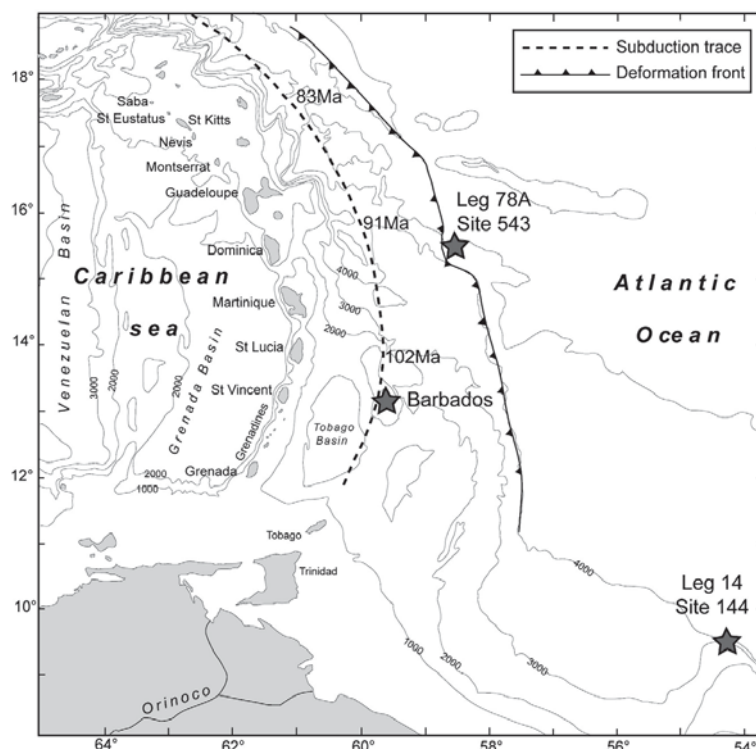 18°
Subduction trace
Deformation front
83Ma
Saba
St Eustatus
St Kitts
Nevis
Montserrat
Guadeloupe
16°
Leg 78A
Site 543
91Ma
Venezuelan Basin
Dominica
4000
Caribbean
Atlantic
3000
Martinique
sea
2000
Ocean
14°
St Lucia
102Ma
3000
2000
2000
Grenada Basin
St Vincent
Barbados
Grenadines
Tobago
Basin
12°
2000
Grenada
1000
Tobago
Trinidad
4000
Leg 14
Site 144
10°
1000
2000
3000
Orinoco
64°
62°
60°
58°
56°
54°